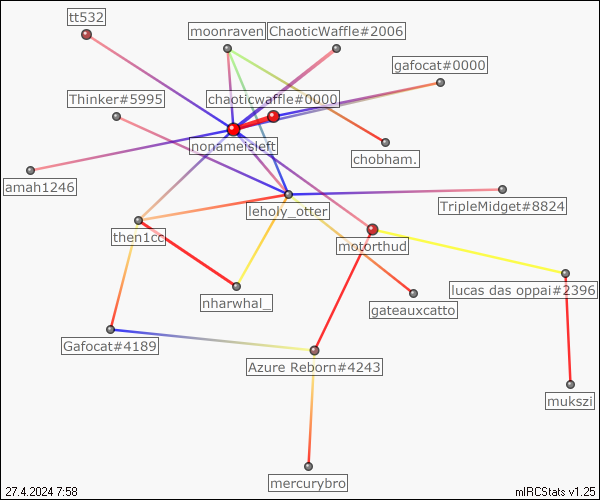 tt532
moonraven
ChaoticWaffle#2006
gafocat#0000
Thinker#5995
chaoticwaffle#0000
nonameisleft
chobham.
amah1246
leholy_otter
TripleMidget#8824
then1cc
motorthud
nharwhal_
gateauxcatto
lucas das oppai#2396
Gafocat#4189
Azure Reborn#4243
mukszi
mercurybro
27.4.2024 7:58
mIRCStats v1.25